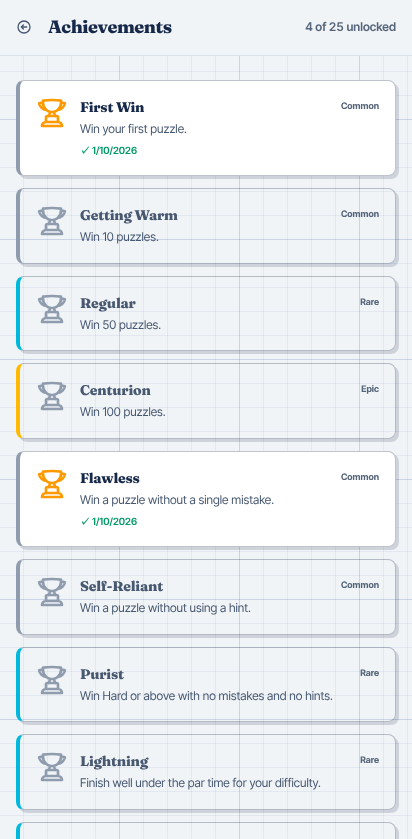 Achievements
4 of 25 unlocked
First Win
Common
Win your first puzzle.
✓ 1/10/2026
Getting Warm
Common
Win 10 puzzles.
Regular
Rare
Win 50 puzzles.
Centurion
Epic
Win 100 puzzles.
Flawless
Common
Win a puzzle without a single mistake.
✓ 1/10/2026
Self-Reliant
Common
Win a puzzle without using a hint.
Purist
Rare
Win Hard or above with no mistakes and no hints.
Lightning
Rare
Finish well under the par time for your difficulty.